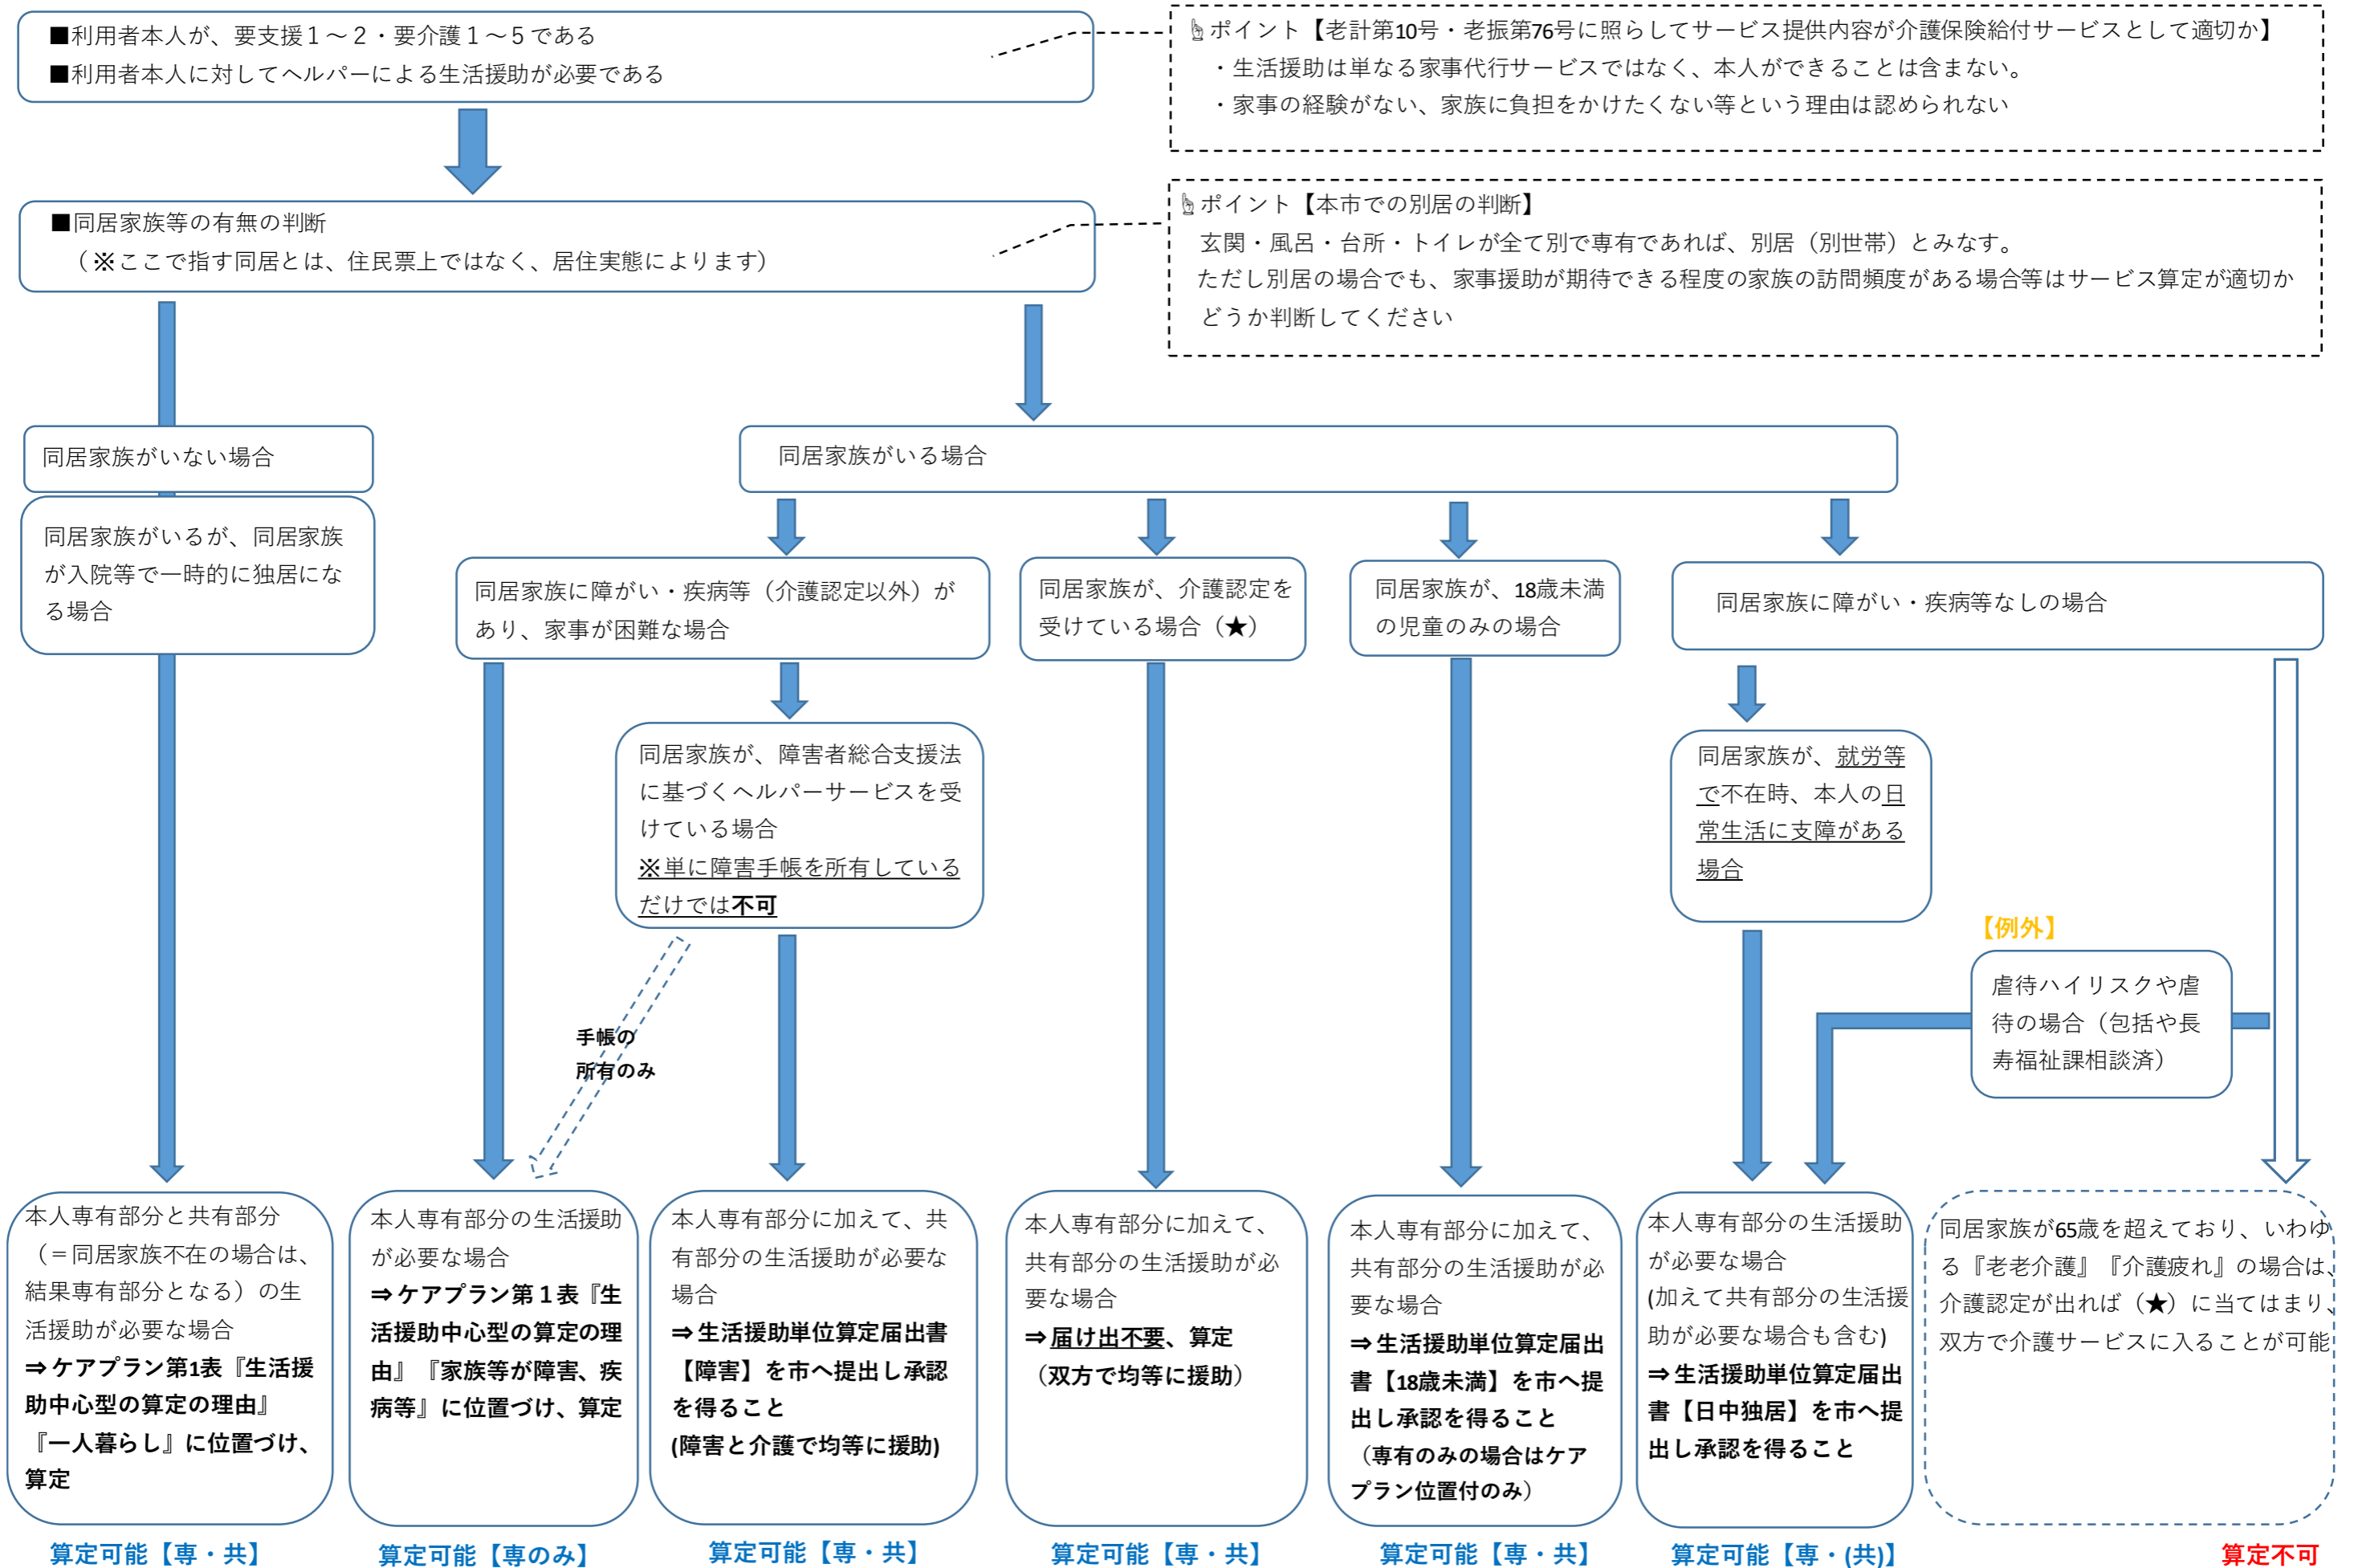 ■利用者本人が、要支援１～２・要介護１～５である
■利用者本人に対してヘルパーによる生活援助が必要である
ポイント【老計第10号・老振第76号に照らしてサービス提供内容が介護保険給付サービスとして適切か】
・生活援助は単なる家事代行サービスではなく、本人ができることは含まない。
・家事の経験がない、家族に負担をかけたくない等という理由は認められない
■同居家族等の有無の判断
（※ここで指す同居とは、住民票上ではなく、居住実態によります）
ポイント【本市での別居の判断】
玄関・風呂・台所・トイレが全て別で専有であれば、別居（別世帯）とみなす。
ただし別居の場合でも、家事援助が期待できる程度の家族の訪問頻度がある場合等はサービス算定が適切か
どうか判断してください
同居家族がいない場合
同居家族がいるが、同居家族
が入院等で一時的に独居にな
る場合
同居家族がいる場合
同居家族に障がい・疾病等（介護認定以外）が
あり、家事が困難な場合
同居家族が、介護認定を
受けている場合（★）
同居家族が、18歳未満
の児童のみの場合
同居家族に障がい・疾病等なしの場合
同居家族が、障害者総合支援法
に基づくヘルパーサービスを受
けている場合
※単に障害手帳を所有している
だけでは不可
同居家族が、就労等
で不在時、本人の日
常生活に支障がある
場合
【例外】
虐待ハイリスクや虐
待の場合（包括や長
寿福祉課相談済）
手帳の
所有のみ
本人専有部分と共有部分
（＝同居家族不在の場合は、
結果専有部分となる）の生
活援助が必要な場合
⇒ケアプラン第1表『生活援
助中心型の算定の理由』
『一人暮らし』に位置づけ、
算定
本人専有部分の生活援助
が必要な場合
⇒ケアプラン第１表『生
活援助中心型の算定の理
由』『家族等が障害、疾
病等』に位置づけ、算定
本人専有部分に加えて、共
有部分の生活援助が必要な
場合
⇒生活援助単位算定届出書
【障害】を市へ提出し承認
を得ること
(障害と介護で均等に援助)
本人専有部分に加えて、
共有部分の生活援助が必
要な場合
⇒届け出不要、算定
（双方で均等に援助）
本人専有部分に加えて、
共有部分の生活援助が必
要な場合
⇒生活援助単位算定届出
書【18歳未満】を市へ提
出し承認を得ること
（専有のみの場合はケア
プラン位置付のみ）
本人専有部分の生活援助
が必要な場合
(加えて共有部分の生活援
助が必要な場合も含む)
⇒生活援助単位算定届出
書【日中独居】を市へ提
出し承認を得ること
同居家族が65歳を超えており、いわゆ
る『老老介護』『介護疲れ』の場合は、
介護認定が出れば（★）に当てはまり、
双方で介護サービスに入ることが可能
算定可能【専・共】
算定可能【専のみ】
算定可能【専・共】
算定可能【専・共】
算定可能【専・共】
算定可能【専・(共)】
算定不可